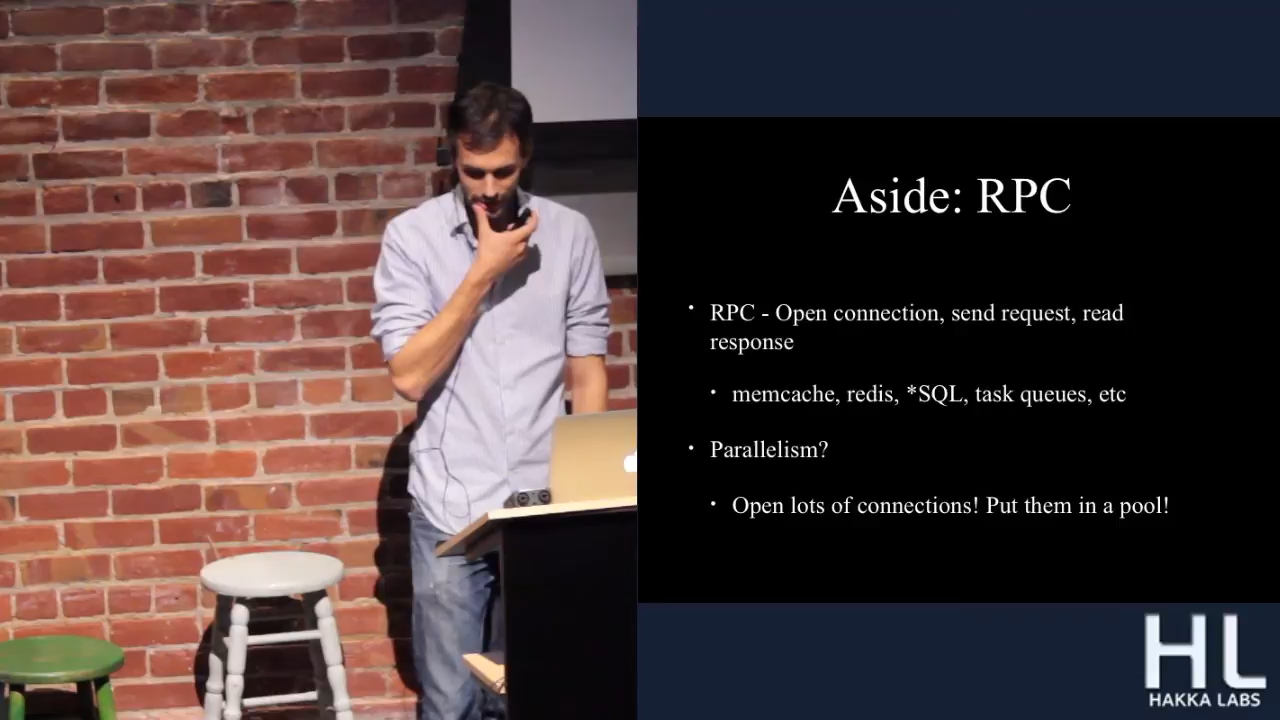 Aside: RPC
• RPC - Open connection, send request, read
response
• memcache, redis, *SQL, task queues, etc
• Parallelism?
• Open lots of connections! Put them in a pool!
HL
HAKKA LABS